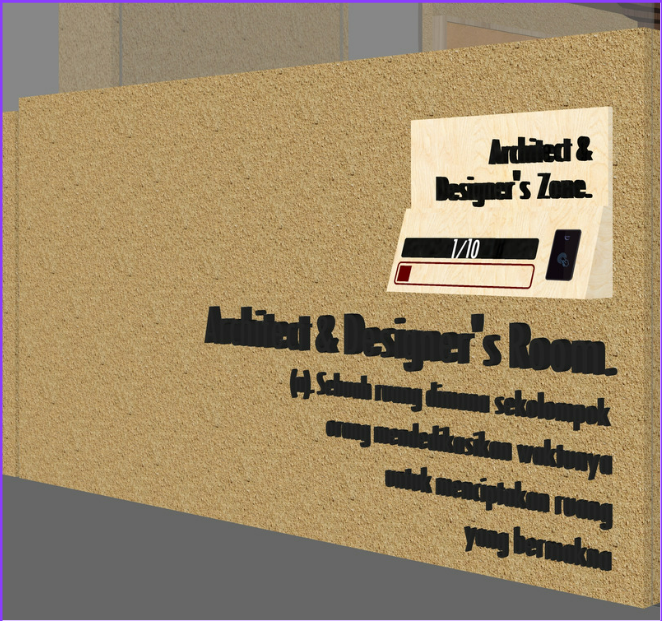 Architect &
Designer's Zone.
1/10
Architect & Designer's Room.
(+). Sebuah ruang dimana sekolompok
orang mendedikasikan waktunya
untuk menciptakan ruang
yang bermakna